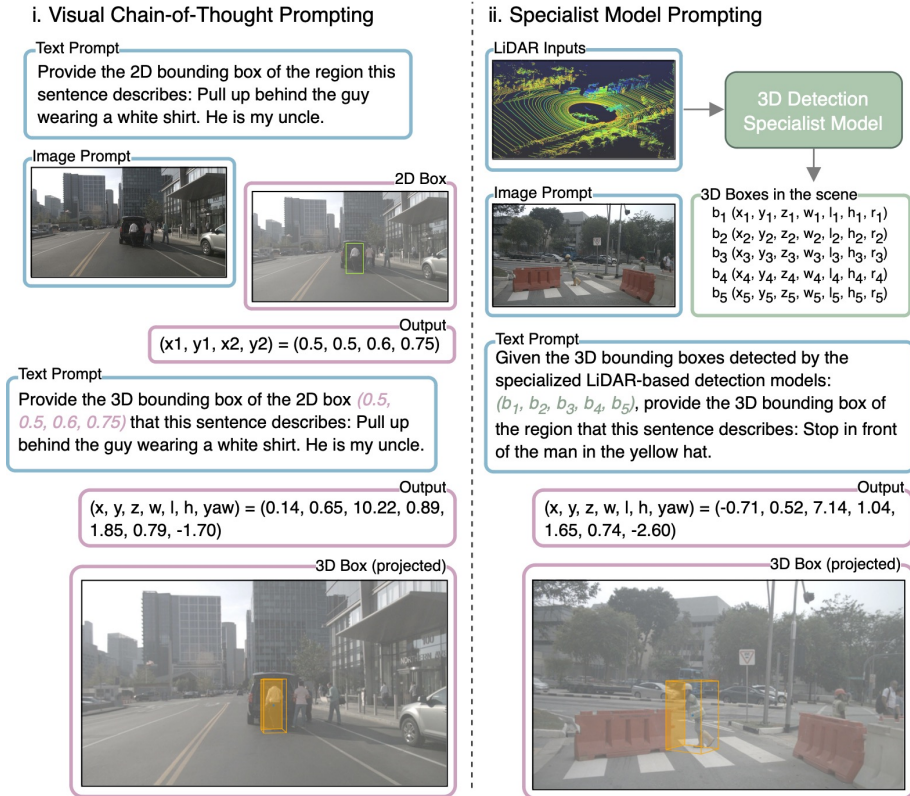 i. Visual Chain-of-Thought Prompting
Text Prompt
Provide the 2D bounding box of the region this
sentence describes: Pull up behind the guy
wearing a white shirt. He is my uncle.
Image Prompt
2D Box
Output
(x1, y1, x2, y2) = (0.5, 0.5, 0.6, 0.75)
Text Prompt
Provide the 3D bounding box of the 2D box (0.5,
0.5, 0.6, 0.75) that this sentence describes: Pull up
behind the guy wearing a white shirt. He is my uncle.
Output
(x, y, z, w, l, h, yaw) = (0.14, 0.65, 10.22, 0.89,
1.85, 0.79, -1.70)
3D Box (projected)
ii. Specialist Model Prompting
LiDAR Inputs
3D Detection
Specialist Model
Image Prompt
3D Boxes in the scene
b1 (x1, y1, z1, w1, l1, h1, r1)
b2 (x2, y2, z2, w2, l2, h2, r2)
b3 (x3, y3, z3, w3, l3, h3, r3)
b4 (x4, y4, z4, w4, l4, h4, r4)
b5 (x5, y5, z5, w5, l5, h5, r5)
Text Prompt
Given the 3D bounding boxes detected by the
specialized LiDAR-based detection models:
(b1, b2, b3, b4, b5), provide the 3D bounding box of
the region that this sentence describes: Stop in front
of the man in the yellow hat.
Output
(x, y, z, w, l, h, yaw) = (-0.71, 0.52, 7.14, 1.04,
1.65, 0.74, -2.60)
3D Box (projected)